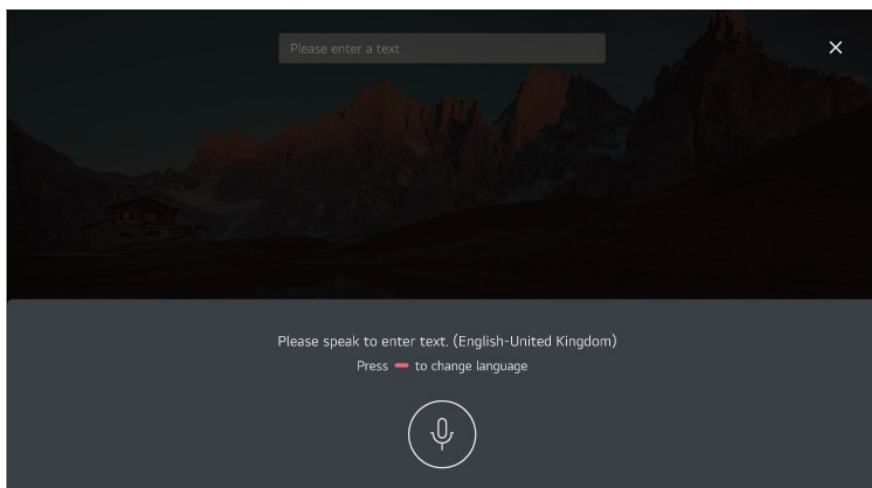 Please enter a text
Please speak to enter text. (English-United Kingdom)
Press to change language